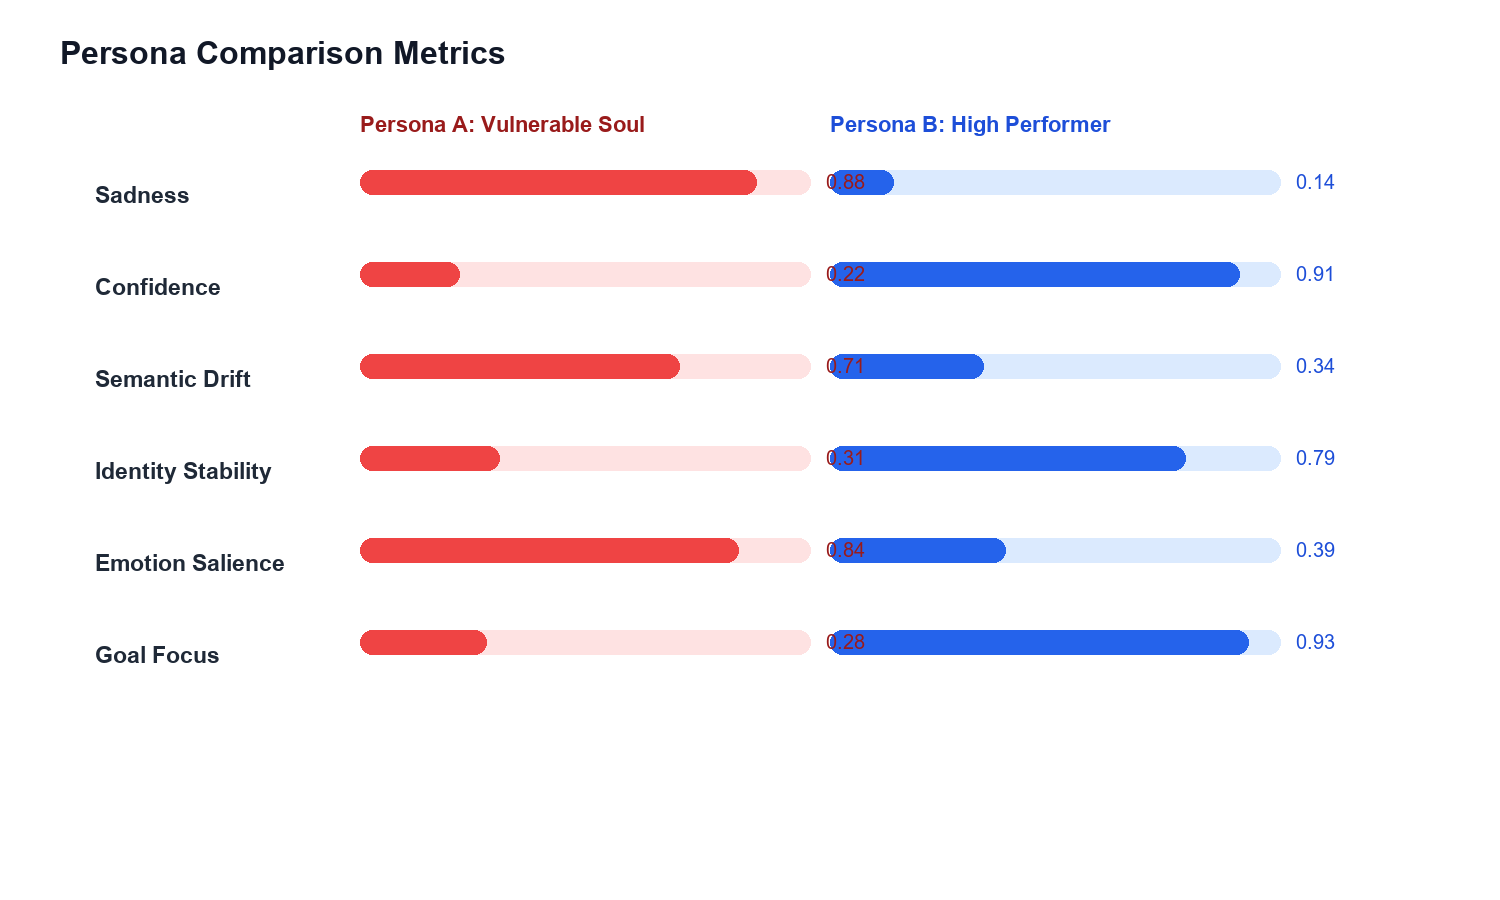 Persona Comparison Metrics
Persona A: Vulnerable Soul Persona B: High Performer
Sadness 0.88 0.14
Confidence 0.22 0.91
Semantic Drift 0.71 0.34
Identity Stability 0.31 0.79
Emotion Salience 0.84 0.39
Goal Focus 0.28 0.93